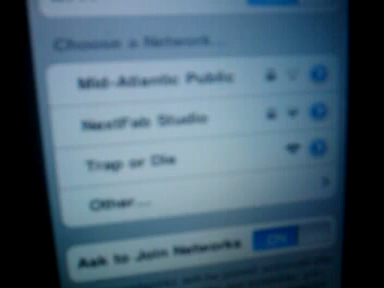 Choose a Network...
Mid-Atlantic Public
NextFab Studio
Trap or Die
Other...
Ask to Join Networks
ON